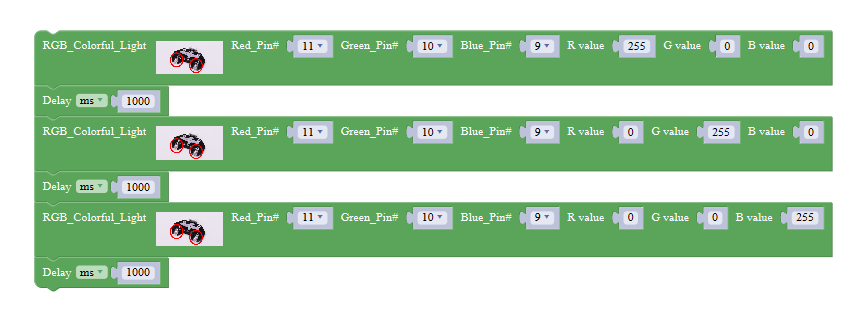 RGB_Colorful_Light Red_Pin# 11 Green_Pin# 10 Blue_Pin# 9 R value 255 G value 0 B value 0
Delay ms 1000
RGB_Colorful_Light Red_Pin# 11 Green_Pin# 10 Blue_Pin# 9 R value 0 G value 255 B value 0
Delay ms 1000
RGB_Colorful_Light Red_Pin# 11 Green_Pin# 10 Blue_Pin# 9 R value 0 G value 0 B value 255
Delay ms 1000